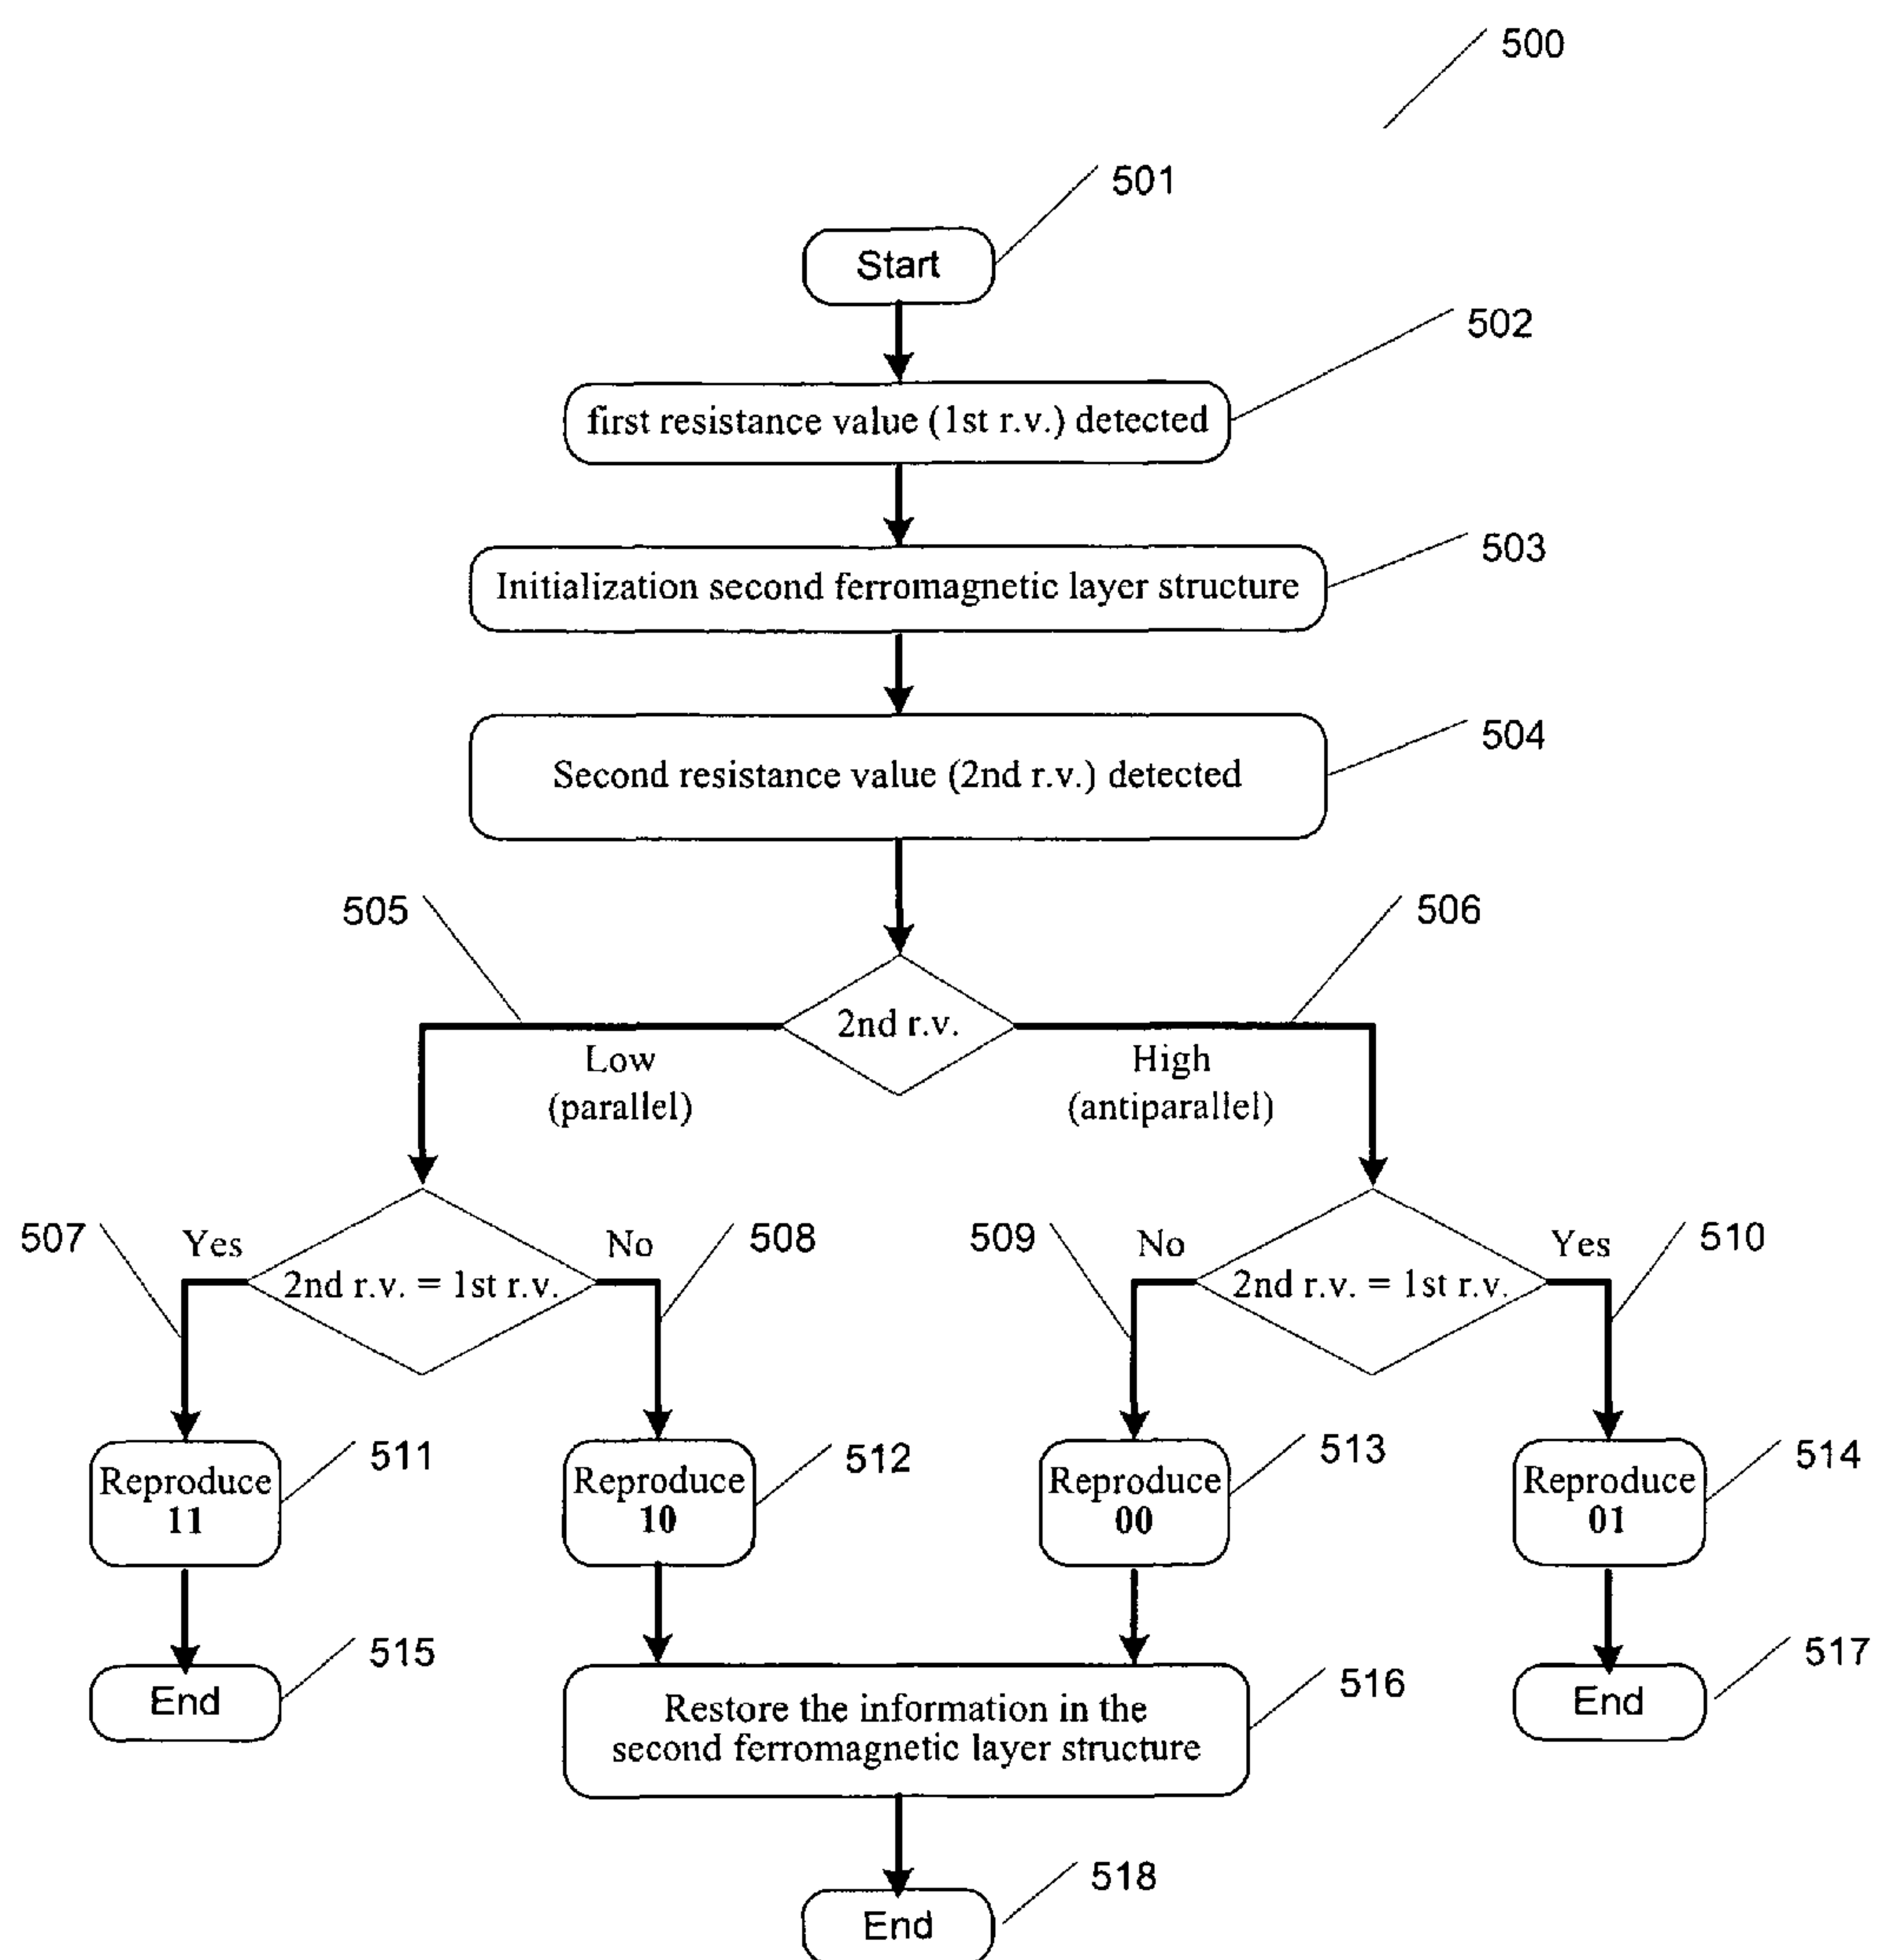 500
501
Start
502
first resistance value (1st r.v.) detected
503
Initialization second ferromagnetic layer structure
504
Second resistance value (2nd r.v.) detected
505
506
2nd r.v.
Low
(parallel)
High
(antiparallel)
507
Yes
No
508
509
No
Yes
510
2nd r.v. = 1st r.v.
2nd r.v. = 1st r.v.
Reproduce
11
511
Reproduce
10
512
Reproduce
00
513
Reproduce
01
514
End
515
Restore the information in the
second ferromagnetic layer structure
516
End
517
End
518